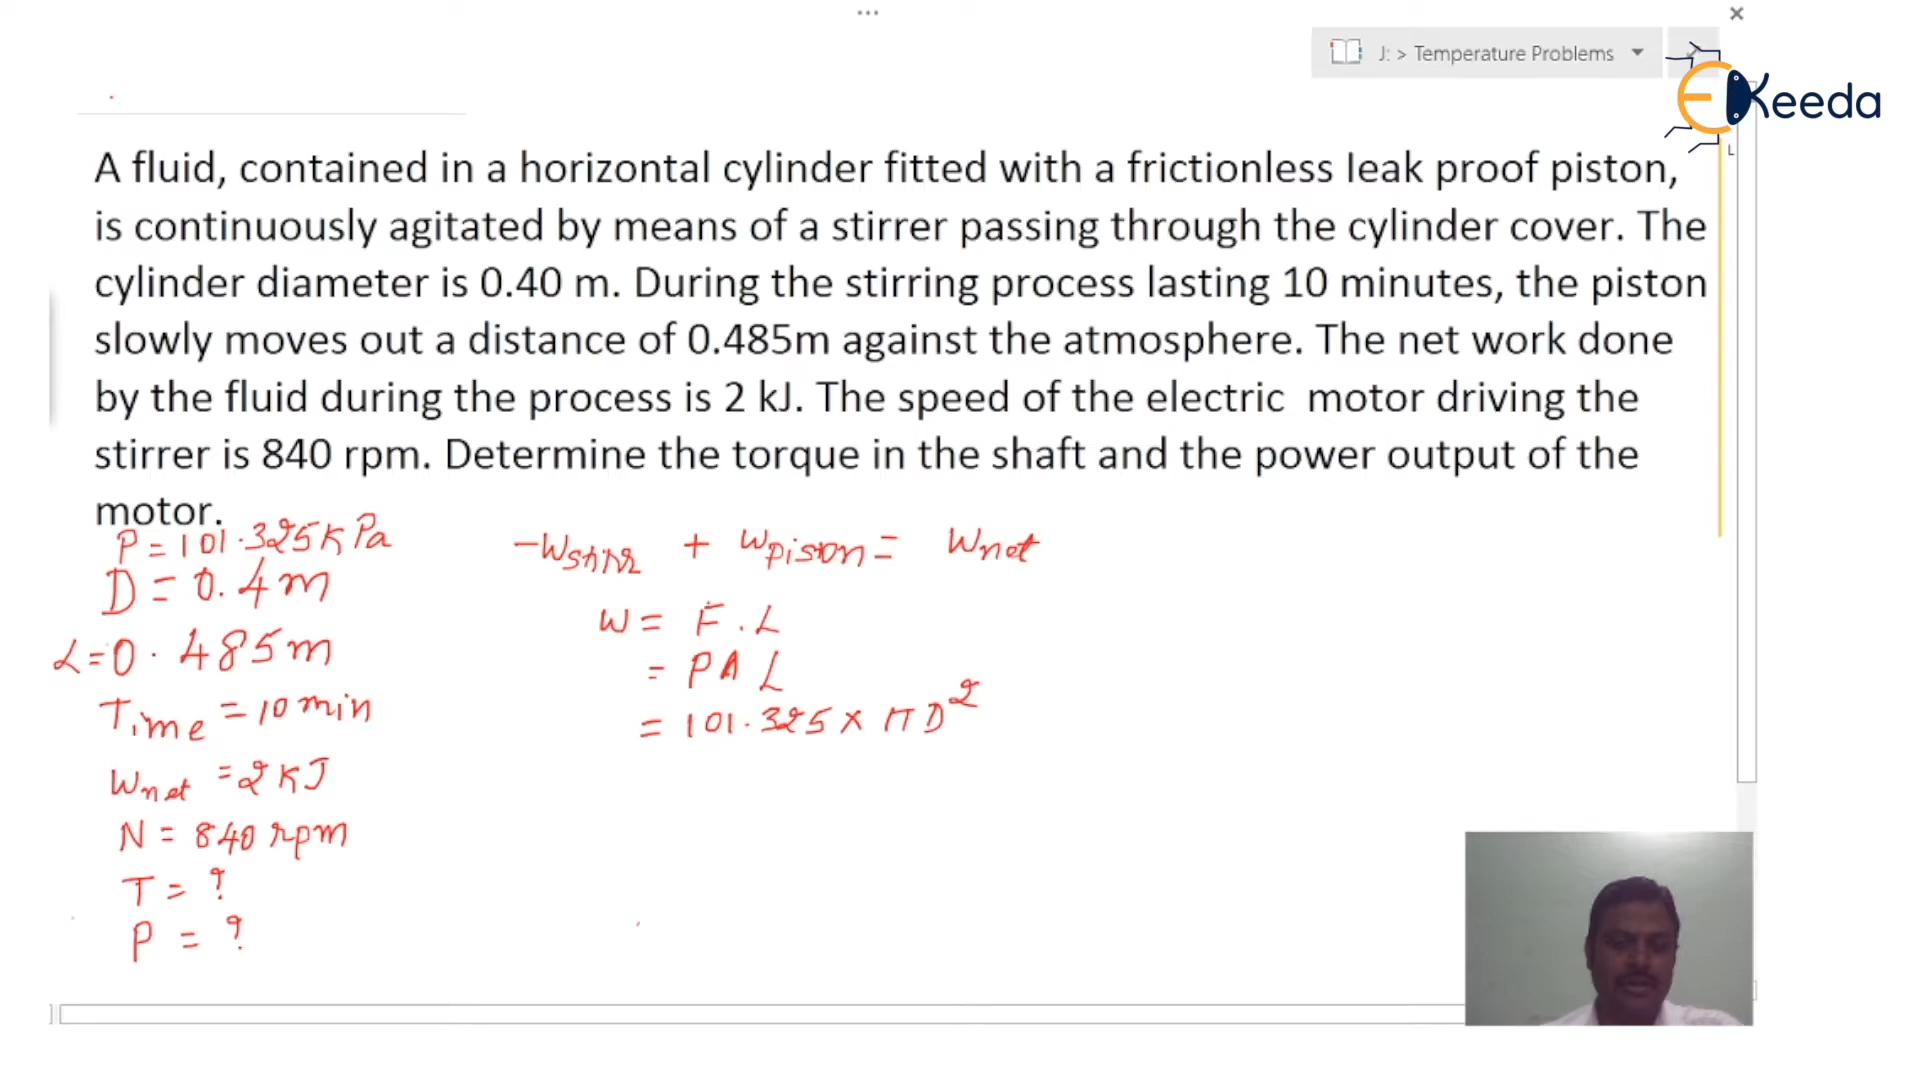 J: > Temperature Problems
EKeeda
A fluid, contained in a horizontal cylinder fitted with a frictionless leak proof piston,
is continuously agitated by means of a stirrer passing through the cylinder cover. The
cylinder diameter is 0.40 m. During the stirring process lasting 10 minutes, the piston
slowly moves out a distance of 0.485m against the atmosphere. The net work done
by the fluid during the process is 2 kJ. The speed of the electric motor driving the
stirrer is 840 rpm. Determine the torque in the shaft and the power output of the
motor.
P = 101.325 K Pa
D = 0.4 m
L = 0.485 m
Time = 10 min
Wnet = 2 KJ
N = 840 rpm
T = ?
P = ?
-Wstirr + Wpiston = Wnet
W = F . L
= P A L
= 101.325 × π D²